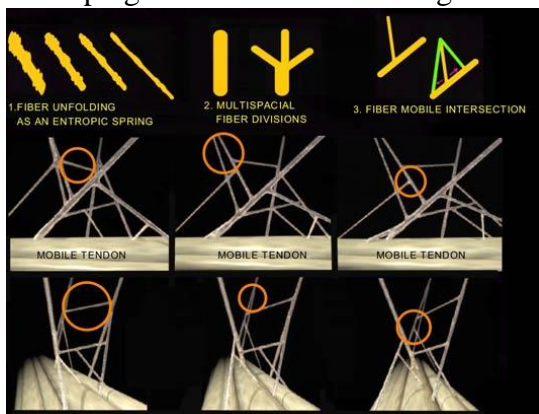 1.FIBER UNFOLDING
AS AN ENTROPIC SPRING
2. MULTISPACIAL
FIBER DIVISIONS
3. FIBER MOBILE INTERSECTION
MOBILE TENDON
MOBILE TENDON
MOBILE TENDON